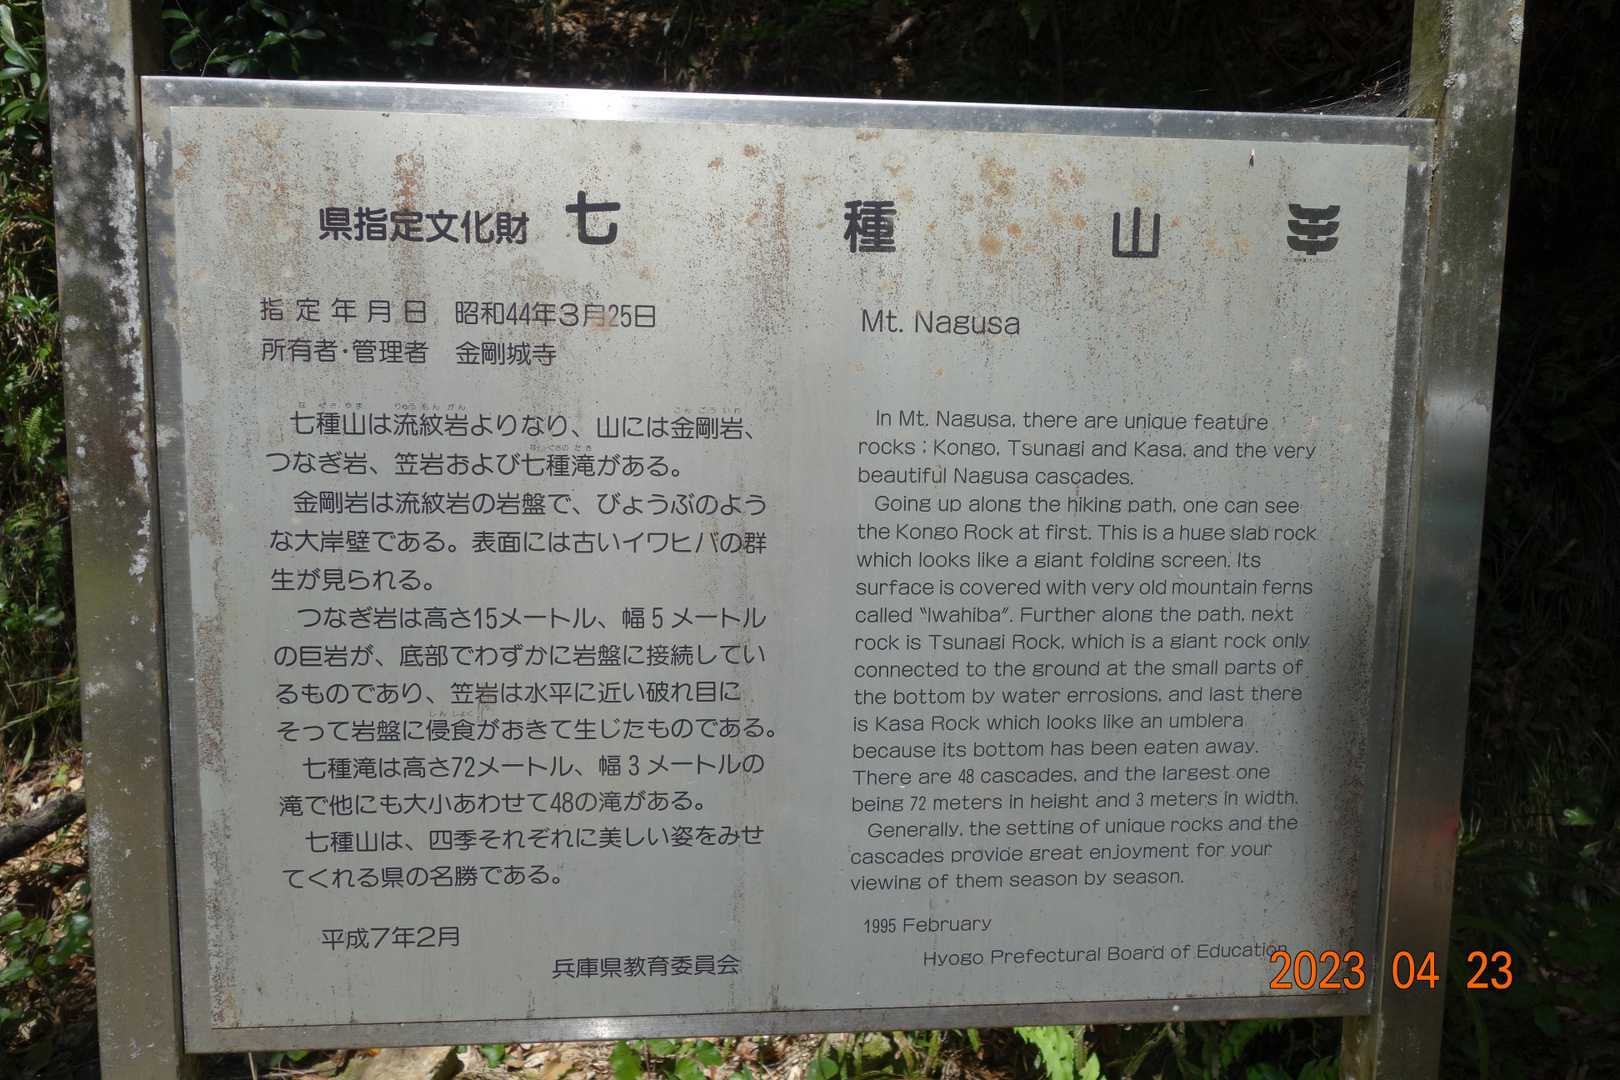 県指定文化財 七種山
指定年月日 昭和44年3月25日
所有者・管理者 金剛城寺
七種山は流紋岩よりなり、山には金剛岩、
つなぎ岩、笠岩および七種滝がある。
金剛岩は流紋岩の岩盤で、びょうぶのよう
な大岸壁である。表面には古いイワヒバの群
生が見られる。
つなぎ岩は高さ15メートル、幅5メートル
の巨岩が、底部でわずかに岩盤に接続してい
るものであり、笠岩は水平に近い破れ目に
そって岩盤に侵食がおきて生じたものである。
七種滝は高さ72メートル、幅3メートルの
滝で他にも大小あわせて48の滝がある。
七種山は、四季それぞれに美しい姿をみせ
てくれる県の名勝である。
平成7年2月
兵庫県教育委員会
Mt. Nagusa
In Mt. Nagusa, there are unique feature
rocks : Kongo, Tsunagi and Kasa, and the very
beautiful Nagusa cascades.
Going up along the hiking path, one can see
the Kongo Rock at first. This is a huge slab rock
which looks like a giant folding screen. Its
surface is covered with very old mountain ferns
called "Iwahiba". Further along the path, next
rock is Tsunagi Rock, which is a giant rock only
connected to the ground at the small parts of
the bottom by water errosions, and last there
is Kasa Rock which looks like an umblera
because its bottom has been eaten away.
There are 48 cascades, and the largest one
being 72 meters in height and 3 meters in width.
Generally, the setting of unique rocks and the
cascades provide great enjoyment for your
viewing of them season by season.
1995 February
Hyogo Prefectural Board of Education
2023 04 23